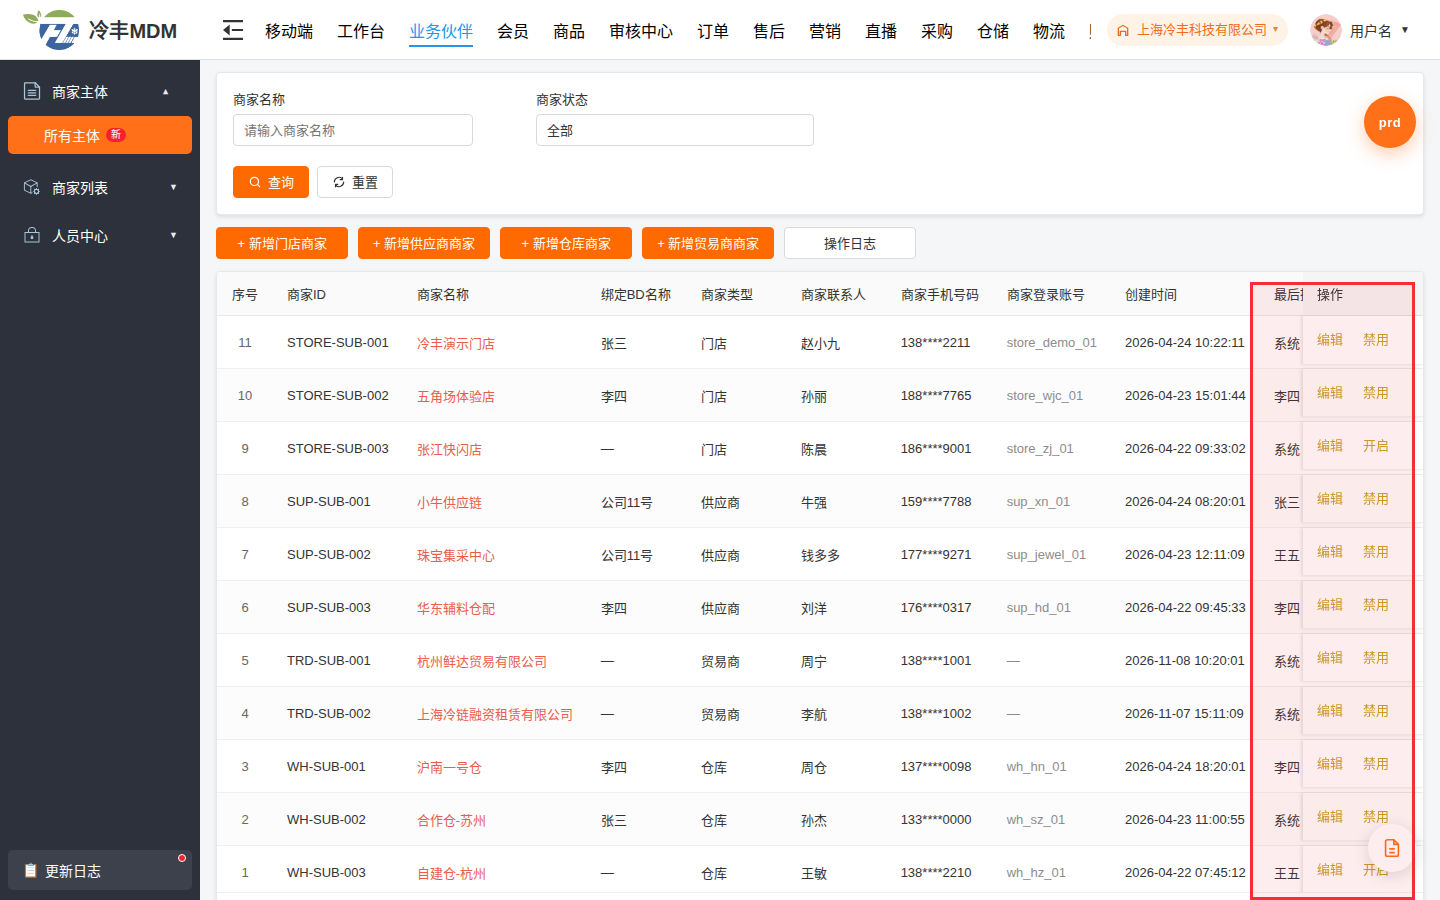 冷丰MDM
移动端 工作台 业务伙伴 会员 商品 审核中心 订单 售后 营销 直播 采购 仓储 物流
上海冷丰科技有限公司 ▾
用户名 ▼
商家主体 ▲
所有主体 新
商家列表 ▼
人员中心 ▼
更新日志
商家名称 商家状态
请输入商家名称 全部
prd
查询 重置
+ 新增门店商家 + 新增供应商商家 + 新增仓库商家 + 新增贸易商商家 操作日志
序号 商家ID 商家名称 绑定BD名称 商家类型 商家联系人 商家手机号码 商家登录账号 创建时间 最后 操作
11 STORE-SUB-001 冷丰演示门店 张三 门店 赵小九 138****2211 store_demo_01 2026-04-24 10:22:11 系统 编辑 禁用
10 STORE-SUB-002 五角场体验店 李四 门店 孙丽 188****7765 store_wjc_01 2026-04-23 15:01:44 李四 编辑 禁用
9 STORE-SUB-003 张江快闪店 — 门店 陈晨 186****9001 store_zj_01 2026-04-22 09:33:02 系统 编辑 开启
8 SUP-SUB-001 小牛供应链 公司11号 供应商 牛强 159****7788 sup_xn_01 2026-04-24 08:20:01 张三 编辑 禁用
7 SUP-SUB-002 珠宝集采中心 公司11号 供应商 钱多多 177****9271 sup_jewel_01 2026-04-23 12:11:09 王五 编辑 禁用
6 SUP-SUB-003 华东辅料仓配 李四 供应商 刘洋 176****0317 sup_hd_01 2026-04-22 09:45:33 李四 编辑 禁用
5 TRD-SUB-001 杭州鲜达贸易有限公司 — 贸易商 周宁 138****1001 — 2026-11-08 10:20:01 系统 编辑 禁用
4 TRD-SUB-002 上海冷链融资租赁有限公司 — 贸易商 李航 138****1002 — 2026-11-07 15:11:09 系统 编辑 禁用
3 WH-SUB-001 沪南一号仓 李四 仓库 周仓 137****0098 wh_hn_01 2026-04-24 18:20:01 李四 编辑 禁用
2 WH-SUB-002 合作仓-苏州 张三 仓库 孙杰 133****0000 wh_sz_01 2026-04-23 11:00:55 系统 编辑 禁用
1 WH-SUB-003 自建仓-杭州 — 仓库 王敏 138****2210 wh_hz_01 2026-04-22 07:45:12 王五 编辑 开启